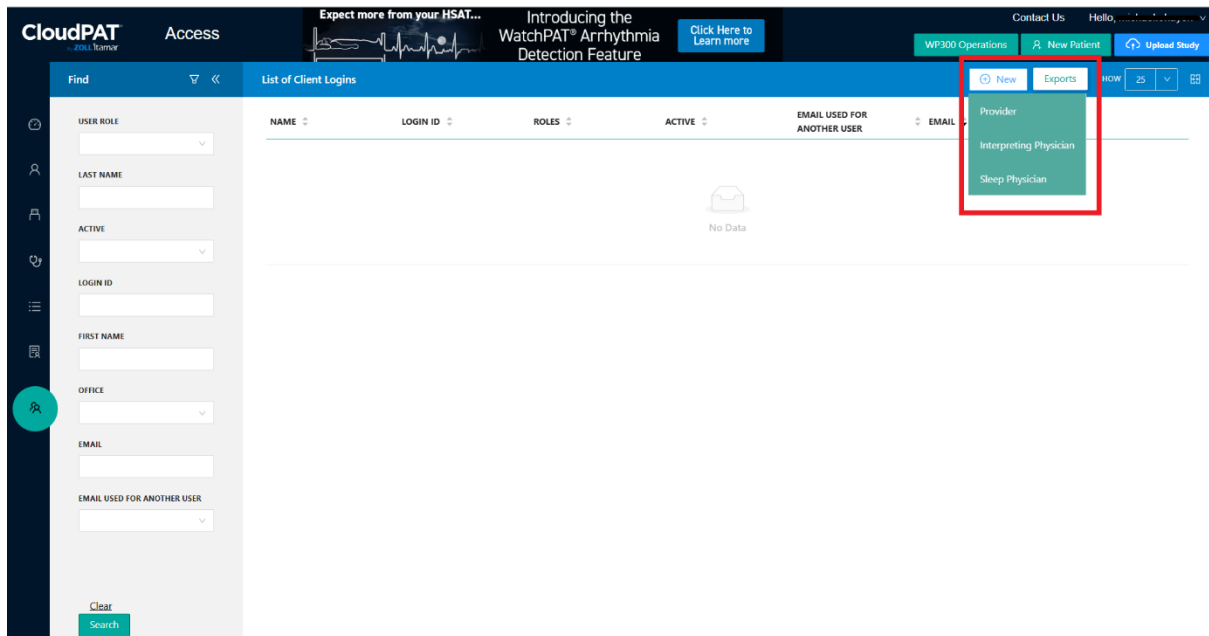 CloudPAT
by ZOLL Itamar
Access
Expect more from your HSAT...
Introducing the
WatchPAT® Arrhythmia
Detection Feature
Click Here to
Learn more
Contact Us
Hello,
WP300 Operations
New Patient
Upload Study
Find
List of Client Logins
New
Exports
HOW
25
USER ROLE
LAST NAME
ACTIVE
LOGIN ID
FIRST NAME
OFFICE
EMAIL
EMAIL USED FOR ANOTHER USER
Clear
Search
NAME
LOGIN ID
ROLES
ACTIVE
EMAIL USED FOR
ANOTHER USER
EMAIL
Provider
Interpreting Physician
Sleep Physician
No Data